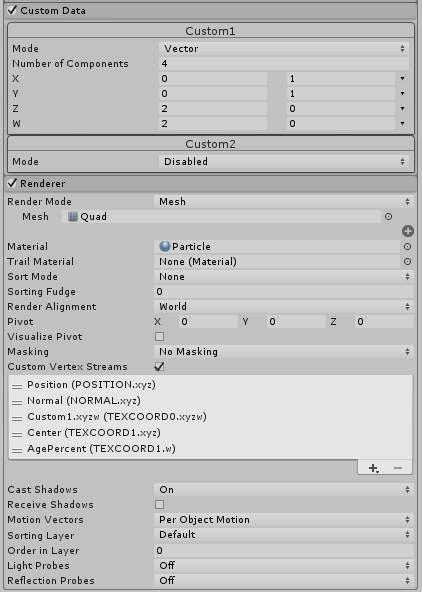 Custom Data
Custom1
Mode Vector
Number of Components 4
X 0 1
Y 0 1
Z 2 0
W 2 0
Custom2
Mode Disabled
Renderer
Render Mode Mesh
Mesh Quad
Material Particle
Trail Material None (Material)
Sort Mode None
Sorting Fudge 0
Render Alignment World
Pivot X 0 Y 0 Z 0
Visualize Pivot
Masking No Masking
Custom Vertex Streams
Position (POSITION.xyz)
Normal (NORMAL.xyz)
Custom1.xyzw (TEXCOORD0.xyzw)
Center (TEXCOORD1.xyz)
AgePercent (TEXCOORD1.w)
Cast Shadows On
Receive Shadows
Motion Vectors Per Object Motion
Sorting Layer Default
Order in Layer 0
Light Probes Off
Reflection Probes Off